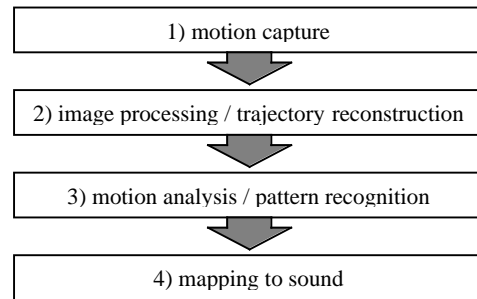 1) motion capture
2) image processing / trajectory reconstruction
3) motion analysis / pattern recognition
4) mapping to sound